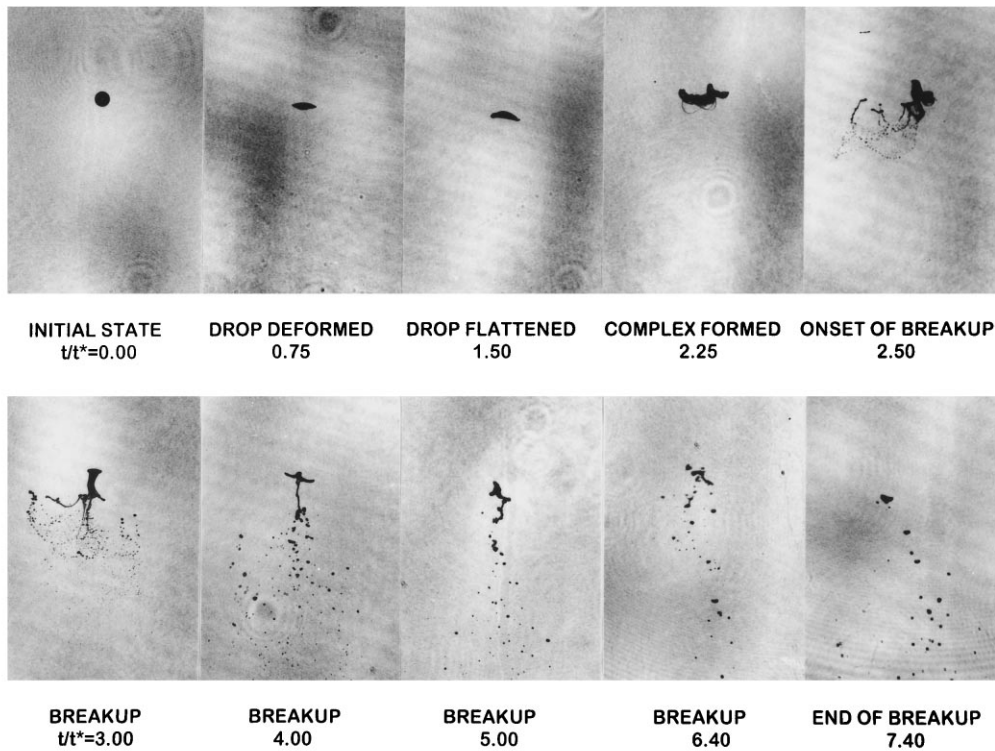 INITIAL STATE DROP DEFORMED DROP FLATTENED COMPLEX FORMED ONSET OF BREAKUP
t/t*=0.00 0.75 1.50 2.25 2.50
BREAKUP BREAKUP BREAKUP BREAKUP END OF BREAKUP
t/t*=3.00 4.00 5.00 6.40 7.40